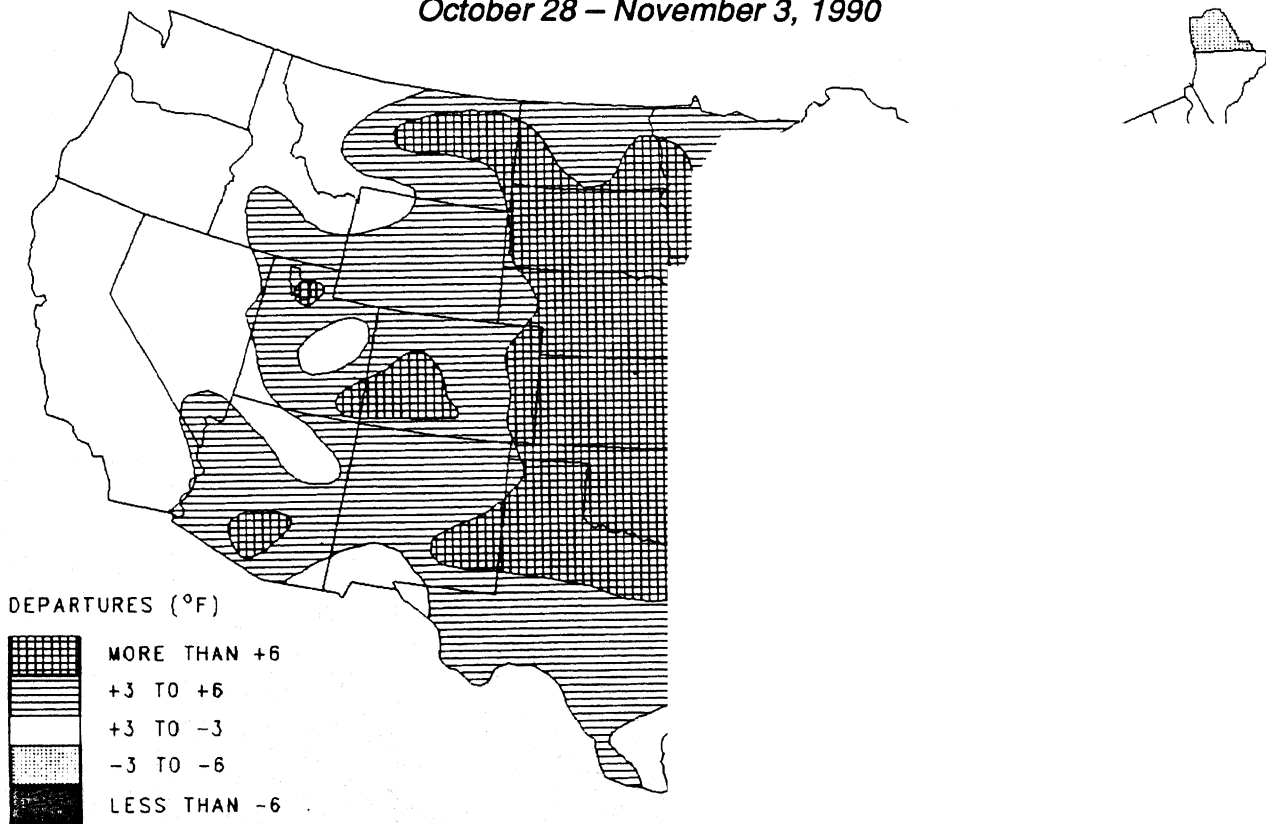 October 28 – November 3, 1990
DEPARTURES (°F)
MORE THAN +6
+3 TO +6
+3 TO -3
-3 TO -6
LESS THAN -6